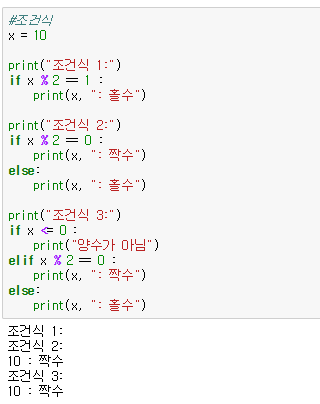 #조건식
x = 10
print("조건식 1:")
if x % 2 == 1 :
    print(x, ": 홀수")
print("조건식 2:")
if x % 2 == 0 :
    print(x, ": 짝수")
else:
    print(x, ": 홀수")
print("조건식 3:")
if x <= 0 :
    print("양수가 아님")
elif x % 2 == 0 :
    print(x, ": 짝수")
else:
    print(x, ": 홀수")
조건식 1:
조건식 2:
10 : 짝수
조건식 3:
10 : 짝수